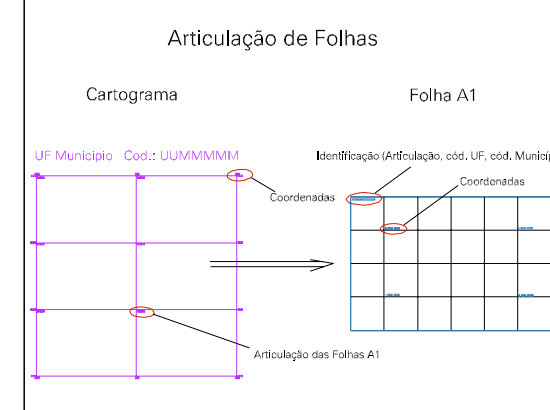 Articulação de Folhas
Cartograma
Folha A1
UF Municipio Cod.: UUMMMMM
Identificação (Articulação, cód. UF, cód. Municíp
Coordenadas
Coordenadas
Articulação das Folhas A1